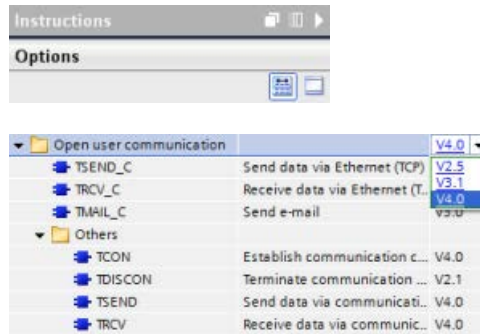 Instructions
Options
Open user communication V4.0
TSEND_C Send data via Ethernet (TCP) V2.5
V3.1
TRCV_C Receive data via Ethernet (T...
V4.0
TMAIL_C Send e-mail V5.0
Others
TCON Establish communication c... V4.0
TDISCON Terminate communication ... V2.1
TSEND Send data via communicati... V4.0
TRCV Receive data via communic... V4.0